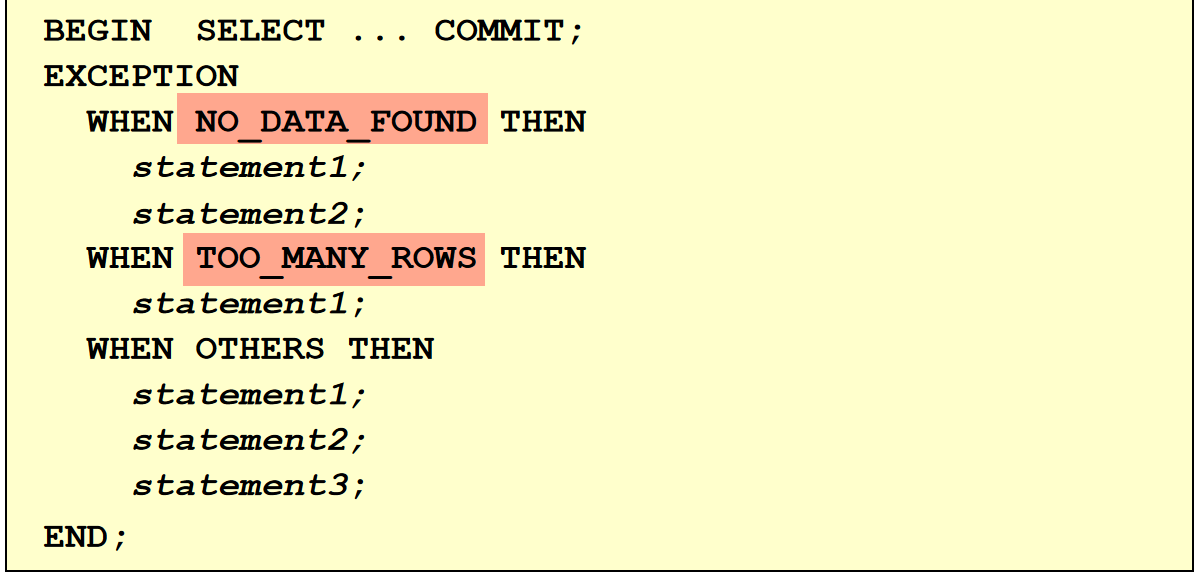 BEGIN  SELECT ... COMMIT;
EXCEPTION
  WHEN NO_DATA_FOUND THEN
    statement1;
    statement2;
  WHEN TOO_MANY_ROWS THEN
    statement1;
  WHEN OTHERS THEN
    statement1;
    statement2;
    statement3;
END;